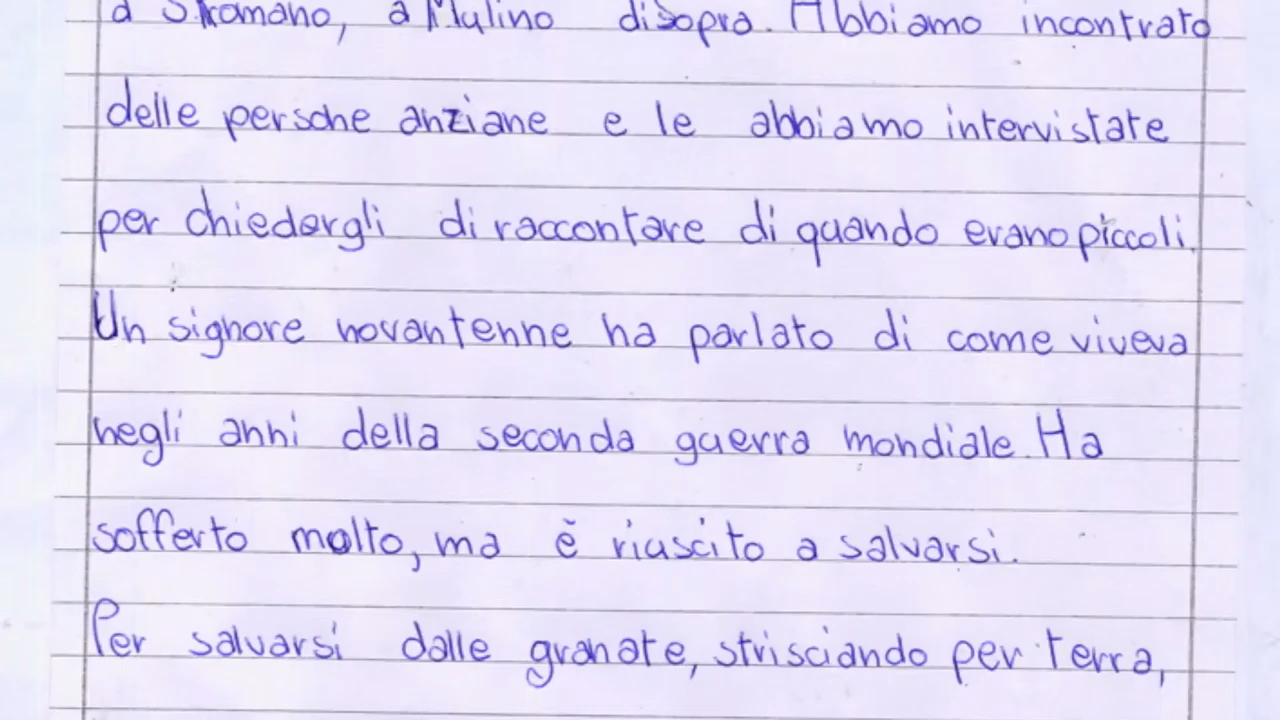 a S. Romano, a Mulino disopra. Abbiamo incontrato
delle persone anziane e le abbiamo intervistate
per chiedergli di raccontare di quando erano piccoli.
Un signore novantenne ha parlato di come viveva
negli anni della seconda guerra mondiale. Ha
sofferto molto, ma è riuscito a salvarsi.
Per salvarsi dalle granate, strisciando per terra,